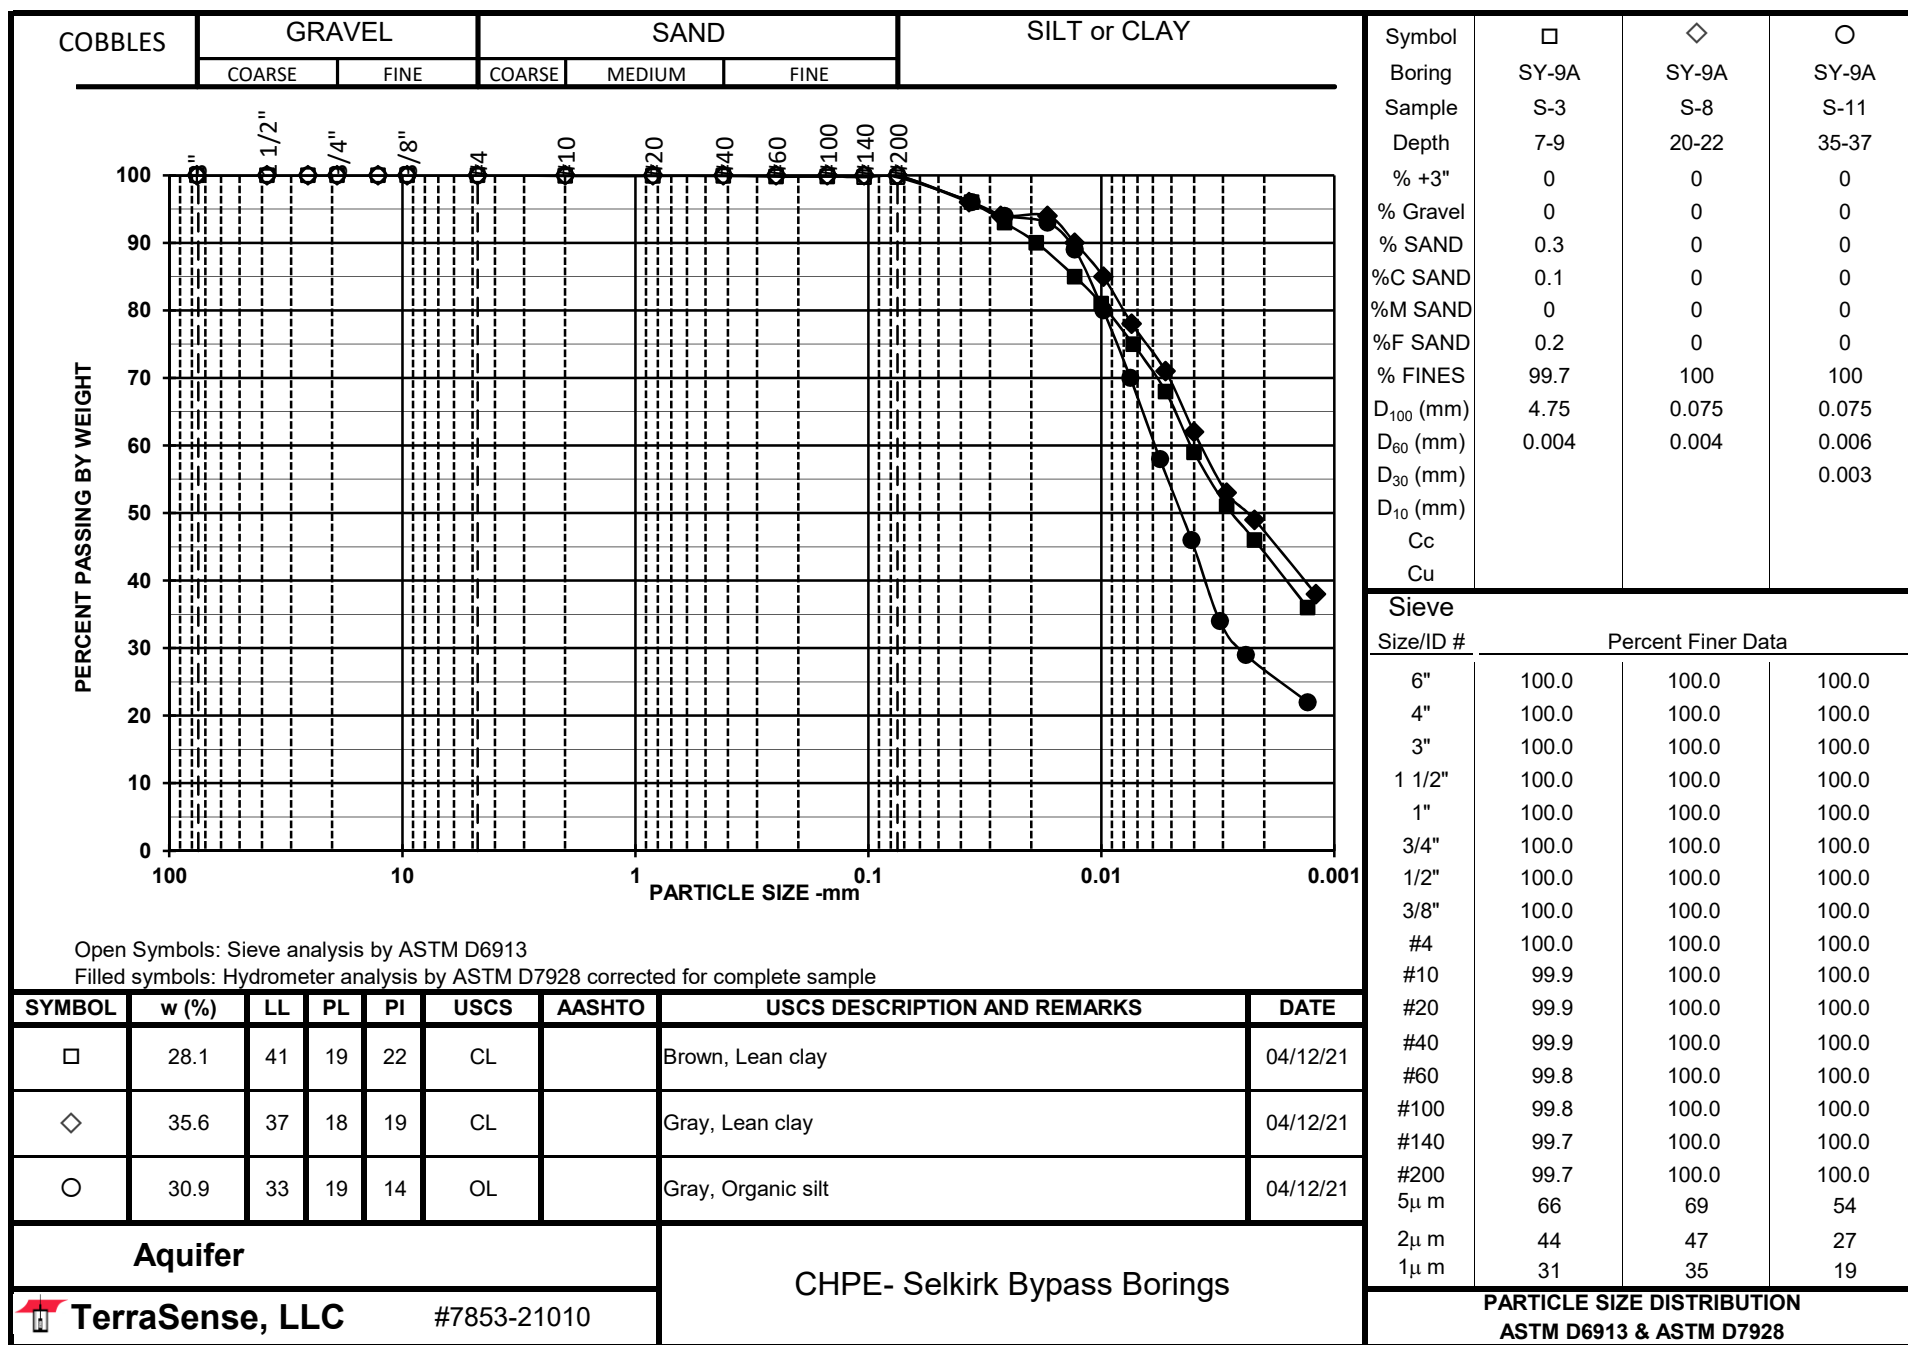 COBBLES GRAVEL SAND SILT or CLAY
COARSE FINE COARSE MEDIUM FINE
3" 1 1/2" 3/4" 3/8" #4 #10 #20 #40 #60 #100 #140 #200
PERCENT PASSING BY WEIGHT
100
90
80
70
60
50
40
30
20
10
0
100 10 1 0.1 0.01 0.001
PARTICLE SIZE -mm
Open Symbols: Sieve analysis by ASTM D6913
Filled symbols: Hydrometer analysis by ASTM D7928 corrected for complete sample
SYMBOL w (%) LL PL PI USCS AASHTO USCS DESCRIPTION AND REMARKS DATE
□ 28.1 41 19 22 CL Brown, Lean clay 04/12/21
◇ 35.6 37 18 19 CL Gray, Lean clay 04/12/21
○ 30.9 33 19 14 OL Gray, Organic silt 04/12/21
Aquifer
TerraSense, LLC #7853-21010
CHPE- Selkirk Bypass Borings
Symbol □ ◇ ○
Boring SY-9A SY-9A SY-9A
Sample S-3 S-8 S-11
Depth 7-9 20-22 35-37
% +3" 0 0 0
% Gravel 0 0 0
% SAND 0.3 0 0
%C SAND 0.1 0 0
%M SAND 0 0 0
%F SAND 0.2 0 0
% FINES 99.7 100 100
D100 (mm) 4.75 0.075 0.075
D60 (mm) 0.004 0.004 0.006
D30 (mm) 0.003
D10 (mm)
Cc
Cu
Sieve
Size/ID # Percent Finer Data
6" 100.0 100.0 100.0
4" 100.0 100.0 100.0
3" 100.0 100.0 100.0
1 1/2" 100.0 100.0 100.0
1" 100.0 100.0 100.0
3/4" 100.0 100.0 100.0
1/2" 100.0 100.0 100.0
3/8" 100.0 100.0 100.0
#4 100.0 100.0 100.0
#10 99.9 100.0 100.0
#20 99.9 100.0 100.0
#40 99.9 100.0 100.0
#60 99.8 100.0 100.0
#100 99.8 100.0 100.0
#140 99.7 100.0 100.0
#200 99.7 100.0 100.0
5μ m 66 69 54
2μ m 44 47 27
1μ m 31 35 19
PARTICLE SIZE DISTRIBUTION
ASTM D6913 & ASTM D7928